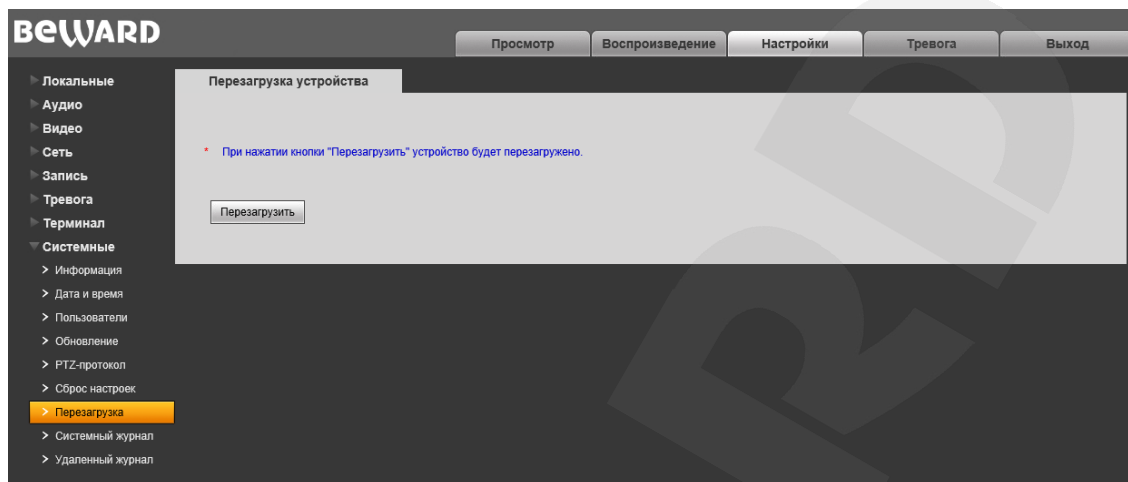 BEWARD
Просмотр Воспроизведение Настройки Тревога Выход
Локальные
Аудио
Видео
Сеть
Запись
Тревога
Терминал
Системные
Информация
Дата и время
Пользователи
Обновление
PTZ-протокол
Сброс настроек
Перезагрузка
Системный журнал
Удаленный журнал
Перезагрузка устройства
* При нажатии кнопки "Перезагрузить" устройство будет перезагружено.
Перезагрузить
RD